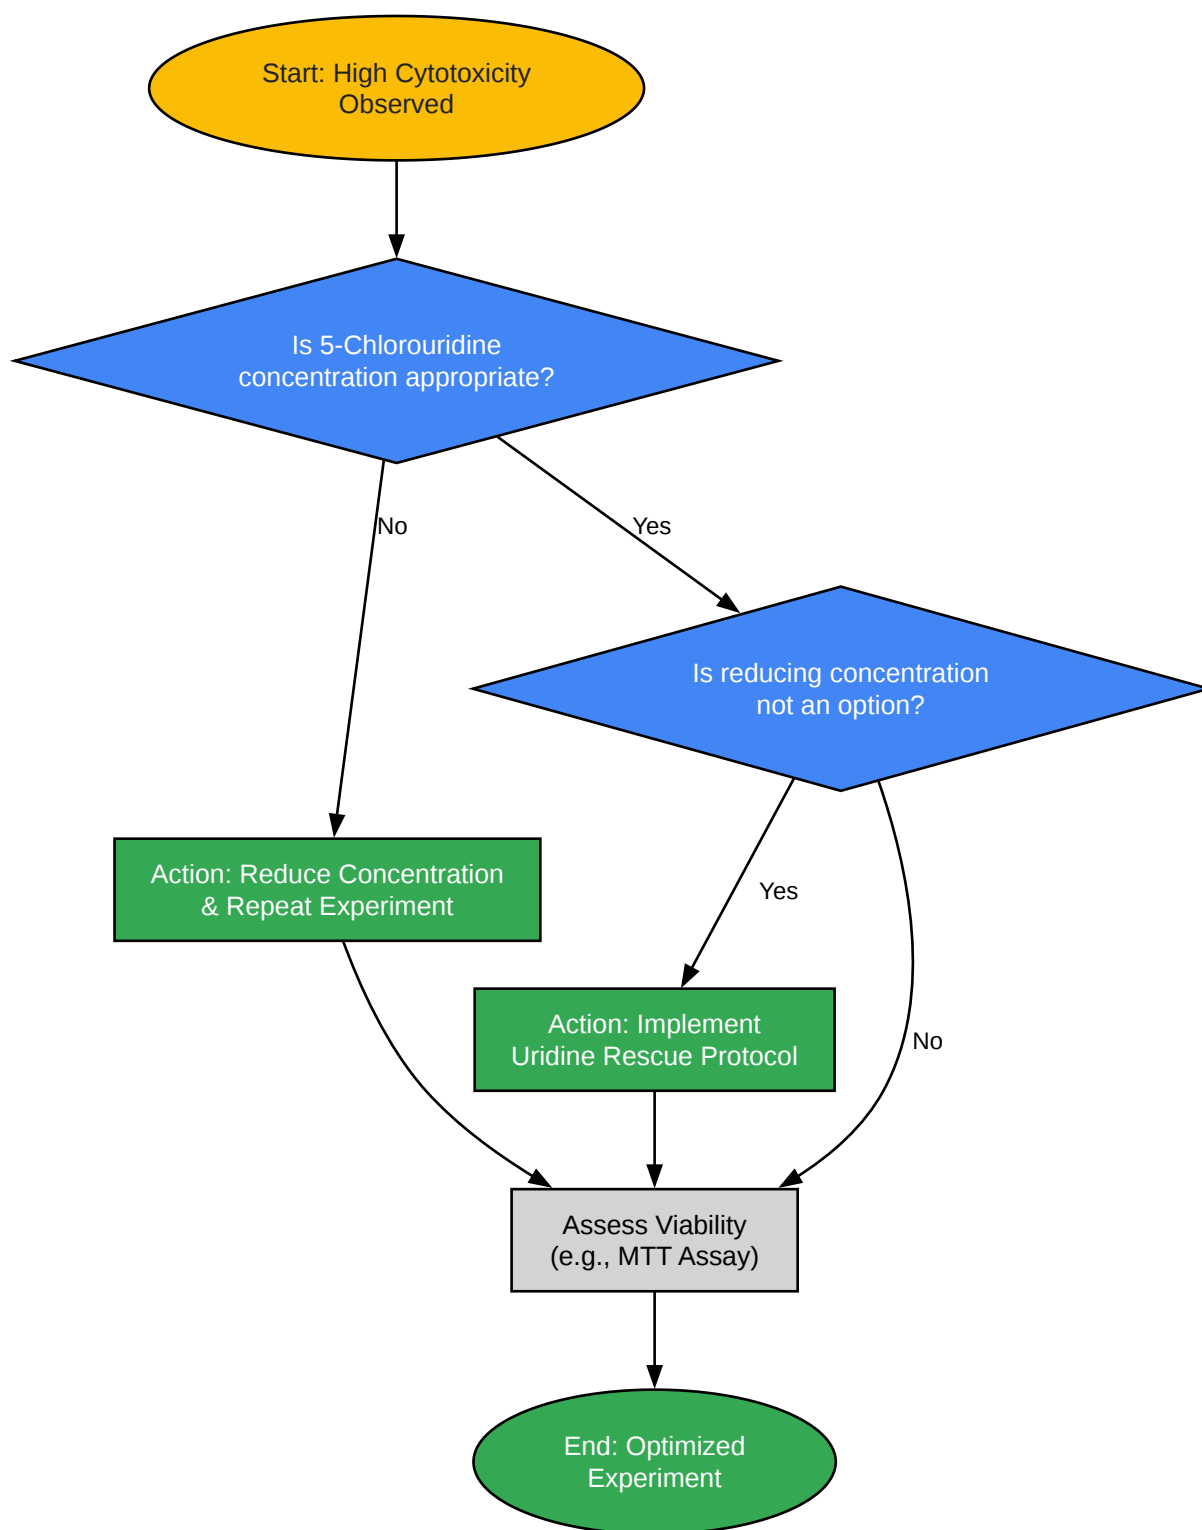 Start: High Cytotoxicity
Observed
Is 5-Chlorouridine
concentration appropriate?
No
Yes
Is reducing concentration
not an option?
Action: Reduce Concentration
& Repeat Experiment
Yes
Action: Implement
Uridine Rescue Protocol
No
Assess Viability
(e.g., MTT Assay)
End: Optimized
Experiment